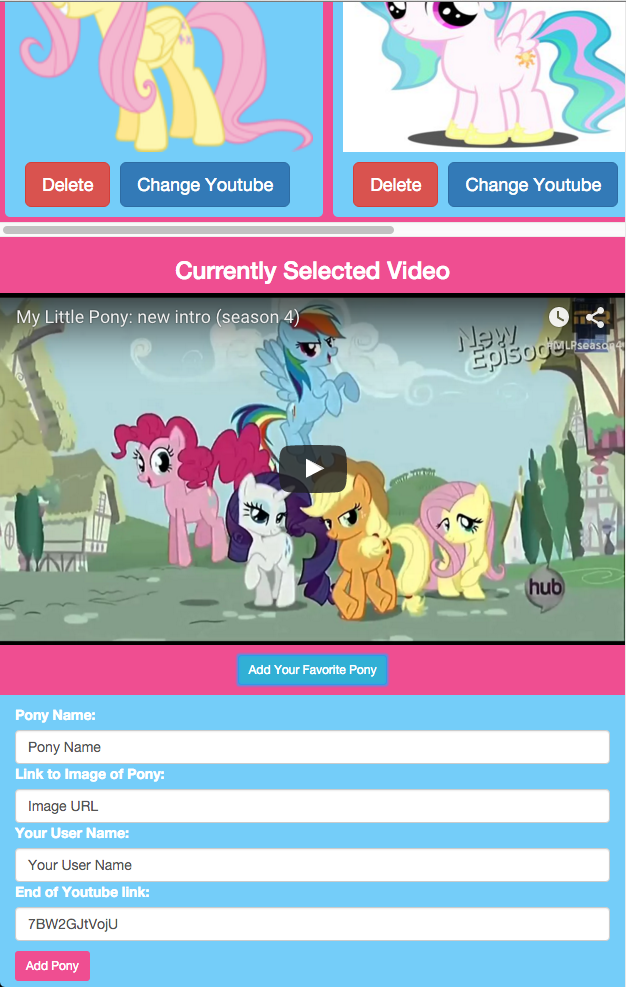 Delete Change Youtube Delete Change Youtube
Currently Selected Video
My Little Pony: new intro (season 4)
New
Episode
#MLPseason4
hub
Add Your Favorite Pony
Pony Name:
Pony Name
Link to Image of Pony:
Image URL
Your User Name:
Your User Name
End of Youtube link:
7BW2GJtVojU
Add Pony